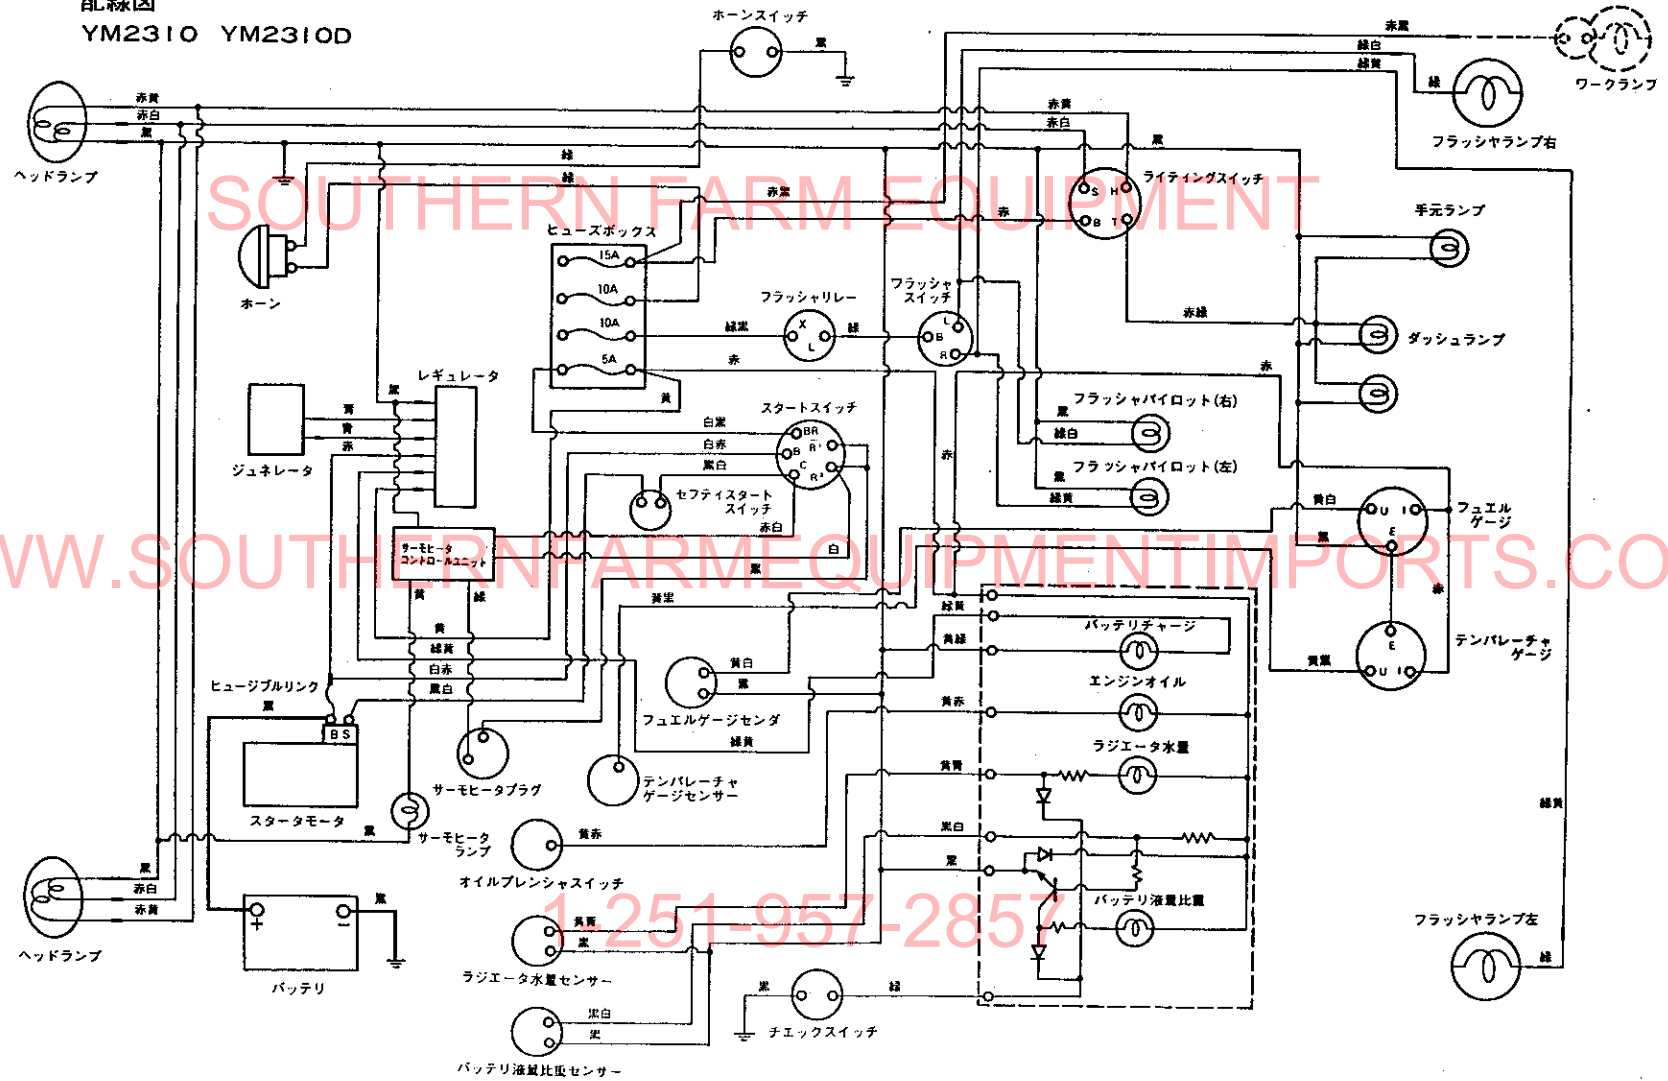 配線図
YM2310 YM2310D
ホーンスイッチ
黒
赤黒
緑白
緑黄
緑
ワークランプ
フラッシャランプ右
赤黄
赤白
黒
ヘッドランプ
緑
緑
赤黄
赤白
黒
ライティングスイッチ
S H
B T
手元ランプ
SOUTHERN FARM EQUIPMENT
赤黒
赤
ヒューズボックス
15A
10A
10A
5A
ホーン
フラッシャリレー
X
L
緑黒
緑
フラッシャ
スイッチ
L
B
R
赤緑
ダッシュランプ
赤
赤
レギュレータ
黒
黄
青
青
赤
ジェネレータ
スタートスイッチ
白黒
白赤
黒白
BR
B R¹
C
R²
フラッシャパイロット(右)
黒
緑白
赤
フラッシャパイロット(左)
黒
緑黄
セフティスタート
スイッチ
赤白
白
黒
黄白
U I
E
フュエル
ゲージ
黒
WWW.SOUTHERNFARMEQUIPMENTIMPORTS.CO
サーモヒータ
コントロールユニット
黄
緑
黄黒
緑黄
赤
バッテリチャージ
黄緑
E
U I
テンパレーチャ
ゲージ
黄黒
黄
緑黄
白赤
黒白
ヒュージブルリンク
黒
B S
黄白
黒
フュエルゲージセンダ
エンジンオイル
黄赤
緑黄
ラジエータ水量
黄青
スタータモータ
サーモヒータプラグ
テンパレーチャ
ゲージセンサー
緑黄
黒
サーモヒータ
ランプ
黄赤
黒白
黒
オイルプレッシャスイッチ
バッテリ液量比重
黒
赤白
赤黄
ヘッドランプ
黒
+ −
バッテリ
1-251-957-2857
黄青
黒
ラジエータ水量センサー
フラッシャランプ左
緑
黒
緑
チェックスイッチ
黒白
黒
バッテリ液量比重センサー